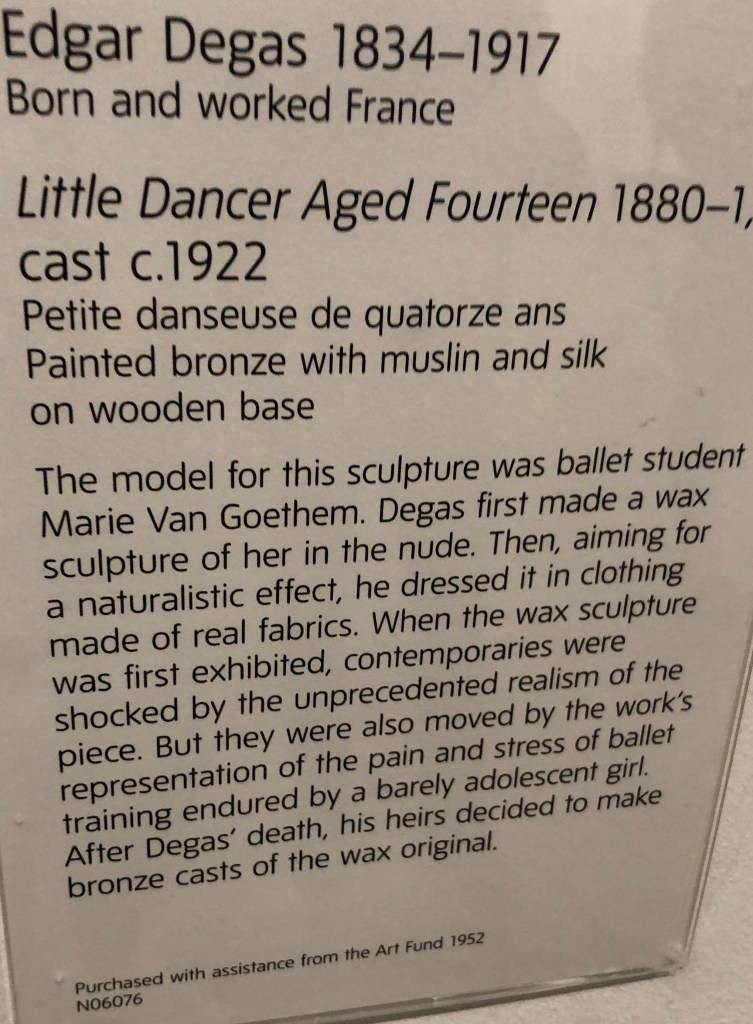 Edgar Degas 1834–1917
Born and worked France
Little Dancer Aged Fourteen 1880–1,
cast c.1922
Petite danseuse de quatorze ans
Painted bronze with muslin and silk
on wooden base
The model for this sculpture was ballet student
Marie Van Goethem. Degas first made a wax
sculpture of her in the nude. Then, aiming for
a naturalistic effect, he dressed it in clothing
made of real fabrics. When the wax sculpture
was first exhibited, contemporaries were
shocked by the unprecedented realism of the
piece. But they were also moved by the work's
representation of the pain and stress of ballet
training endured by a barely adolescent girl.
After Degas' death, his heirs decided to make
bronze casts of the wax original.
Purchased with assistance from the Art Fund 1952
N06076